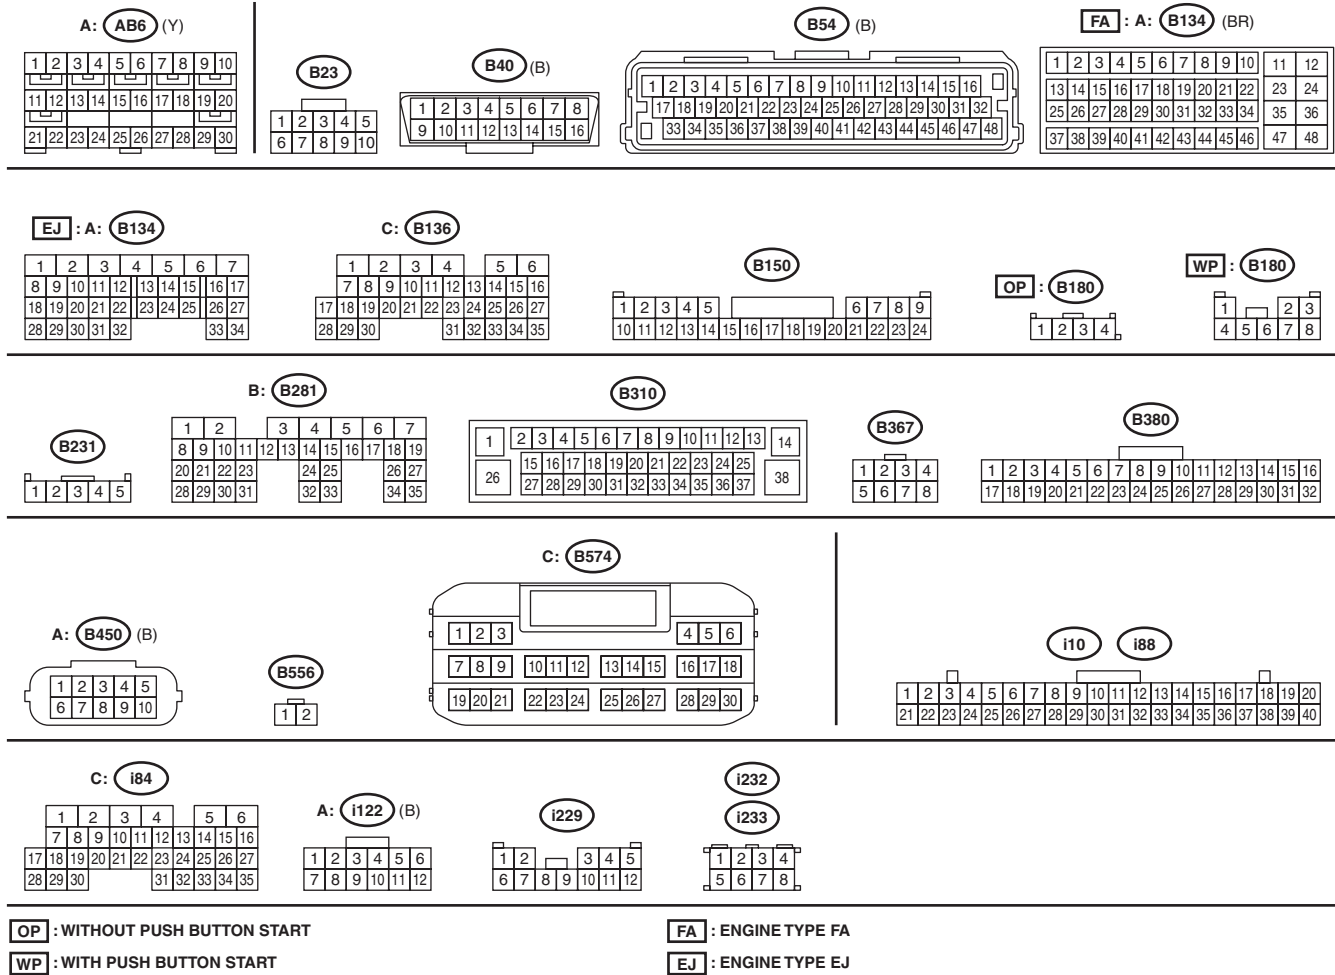 A: AB6 (Y)
1 2 3 4 5 6 7 8 9 10
11 12 13 14 15 16 17 18 19 20
21 22 23 24 25 26 27 28 29 30
B23
1 2 3 4 5
6 7 8 9 10
B40 (B)
1 2 3 4 5 6 7 8
9 10 11 12 13 14 15 16
B54 (B)
1 2 3 4 5 6 7 8 9 10 11 12 13 14 15 16
17 18 19 20 21 22 23 24 25 26 27 28 29 30 31 32
33 34 35 36 37 38 39 40 41 42 43 44 45 46 47 48
FA : A: B134 (BR)
1 2 3 4 5 6 7 8 9 10 11 12
13 14 15 16 17 18 19 20 21 22 23 24
25 26 27 28 29 30 31 32 33 34 35 36
37 38 39 40 41 42 43 44 45 46 47 48
EJ : A: B134
1 2 3 4 5 6 7
8 9 10 11 12 13 14 15 16 17
18 19 20 21 22 23 24 25 26 27
28 29 30 31 32 33 34
C: B136
1 2 3 4 5 6
7 8 9 10 11 12 13 14 15 16
17 18 19 20 21 22 23 24 25 26 27
28 29 30 31 32 33 34 35
B150
1 2 3 4 5 6 7 8 9
10 11 12 13 14 15 16 17 18 19 20 21 22 23 24
OP : B180
1 2 3 4
WP : B180
1 2 3
4 5 6 7 8
B231
1 2 3 4 5
B: B281
1 2 3 4 5 6 7
8 9 10 11 12 13 14 15 16 17 18 19
20 21 22 23 24 25 26 27
28 29 30 31 32 33 34 35
B310
1 2 3 4 5 6 7 8 9 10 11 12 13 14
15 16 17 18 19 20 21 22 23 24 25
26 27 28 29 30 31 32 33 34 35 36 37 38
B367
1 2 3 4
5 6 7 8
B380
1 2 3 4 5 6 7 8 9 10 11 12 13 14 15 16
17 18 19 20 21 22 23 24 25 26 27 28 29 30 31 32
A: B450 (B)
1 2 3 4 5
6 7 8 9 10
B556
1 2
C: B574
1 2 3 4 5 6
7 8 9 10 11 12 13 14 15 16 17 18
19 20 21 22 23 24 25 26 27 28 29 30
i10 i88
1 2 3 4 5 6 7 8 9 10 11 12 13 14 15 16 17 18 19 20
21 22 23 24 25 26 27 28 29 30 31 32 33 34 35 36 37 38 39 40
C: i84
1 2 3 4 5 6
7 8 9 10 11 12 13 14 15 16
17 18 19 20 21 22 23 24 25 26 27
28 29 30 31 32 33 34 35
A: i122 (B)
1 2 3 4 5 6
7 8 9 10 11 12
i229
1 2 3 4 5
6 7 8 9 10 11 12
i232
i233
1 2 3 4
5 6 7 8
OP : WITHOUT PUSH BUTTON START
FA : ENGINE TYPE FA
WP : WITH PUSH BUTTON START
EJ : ENGINE TYPE EJ